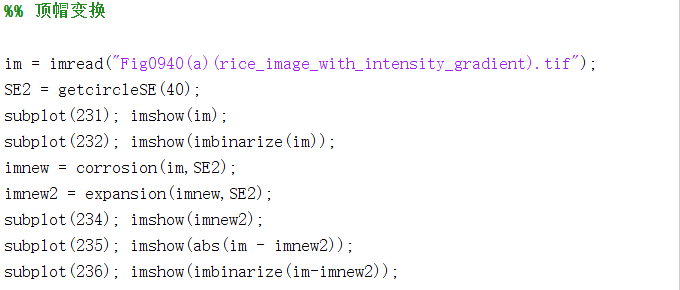 %% 顶帽变换
im = imread("Fig0940(a)(rice_image_with_intensity_gradient).tif");
SE2 = getcircleSE(40);
subplot(231); imshow(im);
subplot(232); imshow(imbinarize(im));
imnew = corrosion(im,SE2);
imnew2 = expansion(imnew,SE2);
subplot(234); imshow(imnew2);
subplot(235); imshow(abs(im - imnew2));
subplot(236); imshow(imbinarize(im-imnew2));